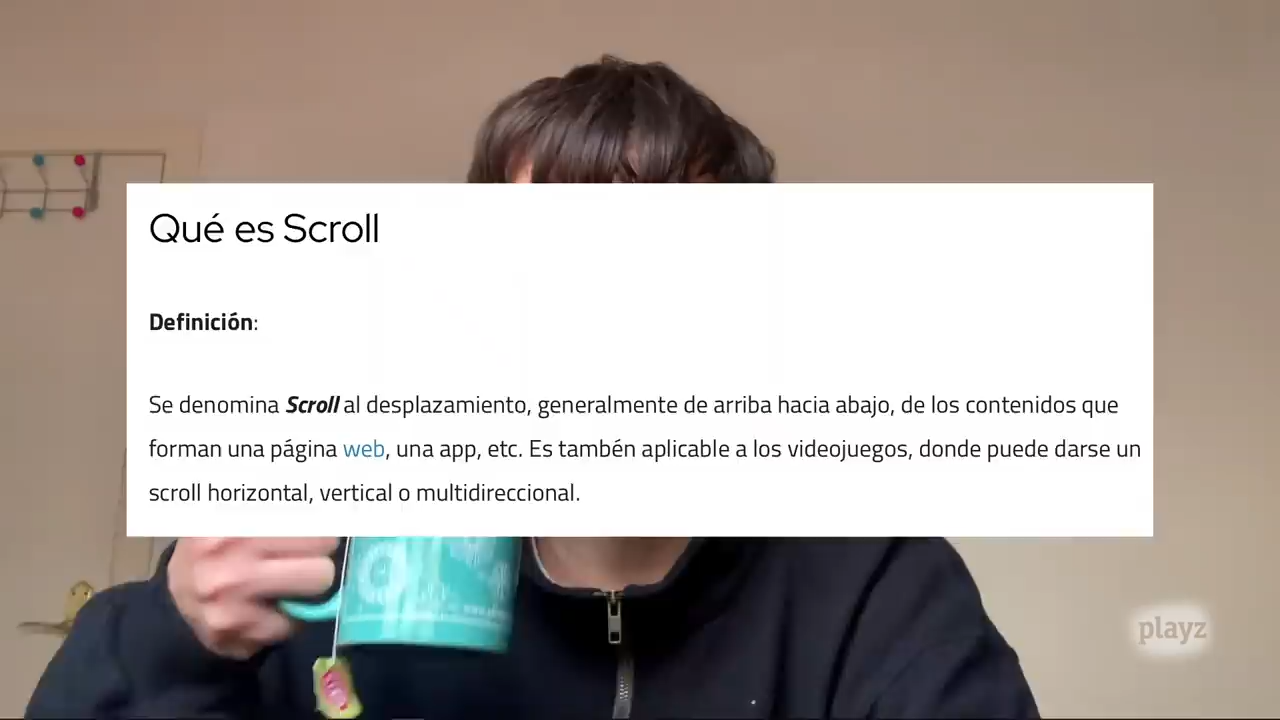 Qué es Scroll
Definición:
Se denomina Scroll al desplazamiento, generalmente de arriba hacia abajo, de los contenidos que
forman una página web, una app, etc. Es tambén aplicable a los videojuegos, donde puede darse un
scroll horizontal, vertical o multidireccional.
playz